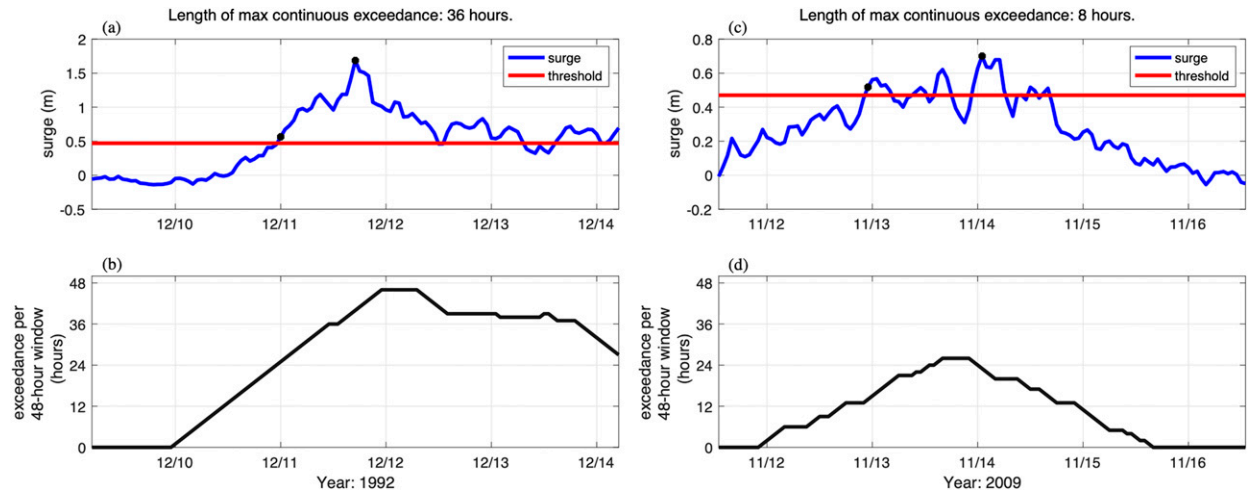 Length of max continuous exceedance: 36 hours.
(a)
surge (m)
2
1.5
1
0.5
0
-0.5
surge
threshold
12/10
12/11
12/12
12/13
12/14
Length of max continuous exceedance: 8 hours.
(c)
surge (m)
0.8
0.6
0.4
0.2
0
-0.2
surge
threshold
11/12
11/13
11/14
11/15
11/16
(b)
exceedance per
48-hour window
(hours)
48
36
24
12
0
12/10
12/11
12/12
12/13
12/14
Year: 1992
(d)
exceedance per
48-hour window
(hours)
48
36
24
12
0
11/12
11/13
11/14
11/15
11/16
Year: 2009